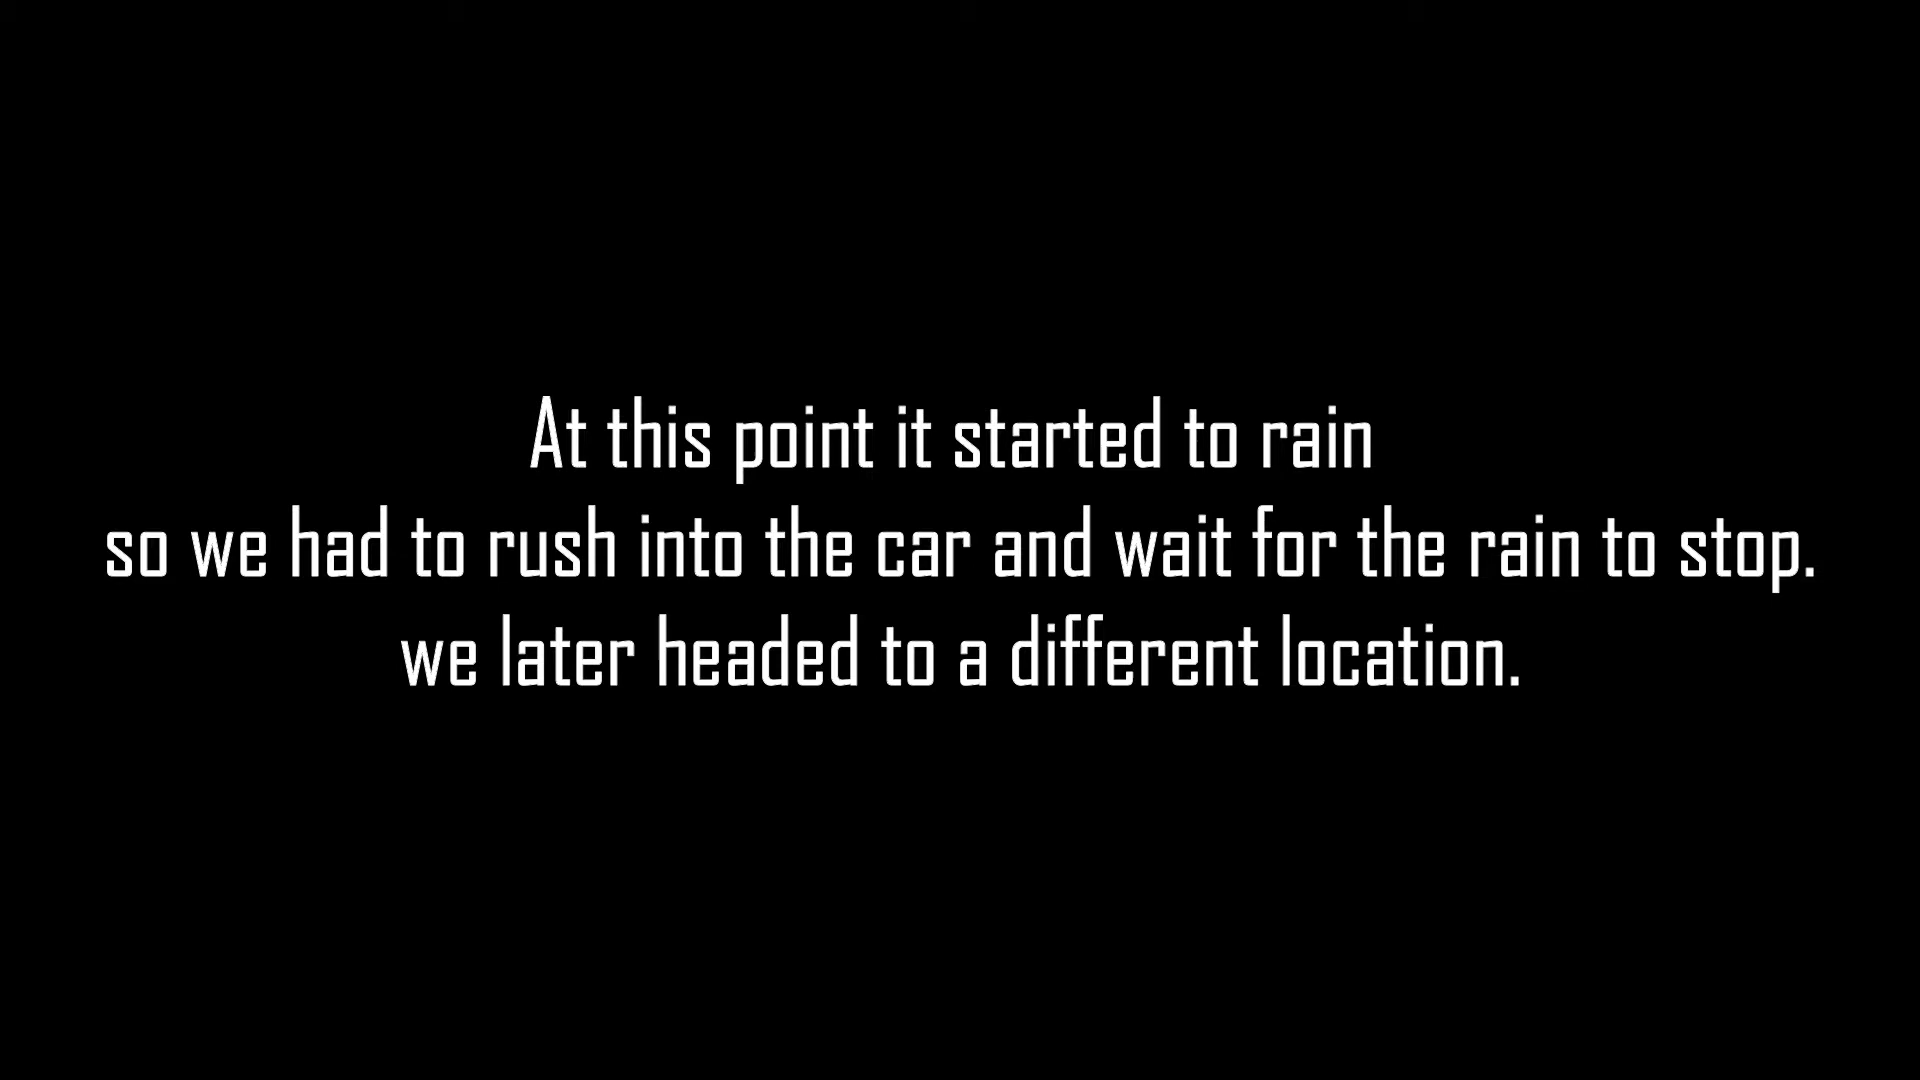 At this point it started to rain
so we had to rush into the car and wait for the rain to stop.
we later headed to a different location.